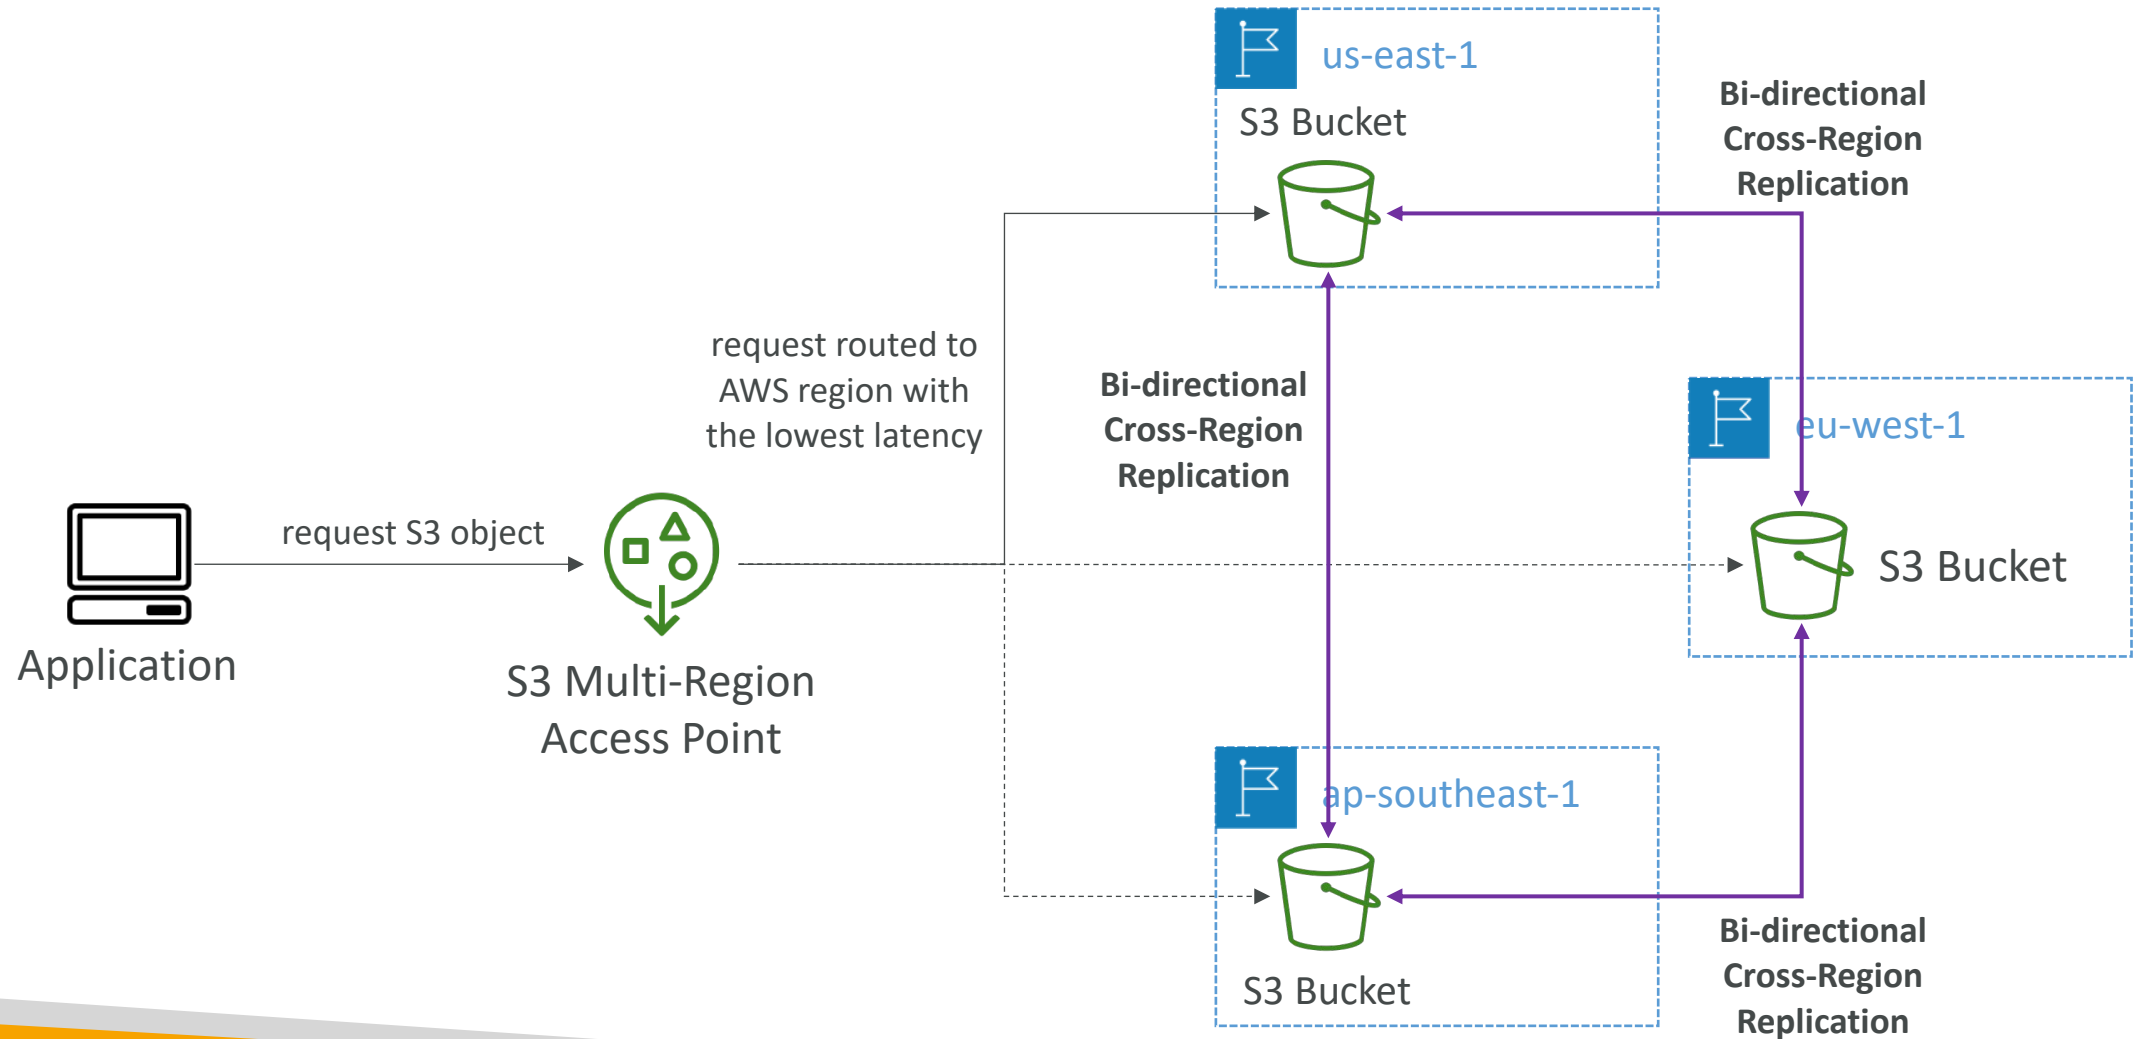 us-east-1
S3 Bucket
Bi-directional
Cross-Region
Replication
request routed to
AWS region with
the lowest latency
Bi-directional
Cross-Region
Replication
eu-west-1
S3 Bucket
request S3 object
Application
S3 Multi-Region
Access Point
ap-southeast-1
S3 Bucket
Bi-directional
Cross-Region
Replication